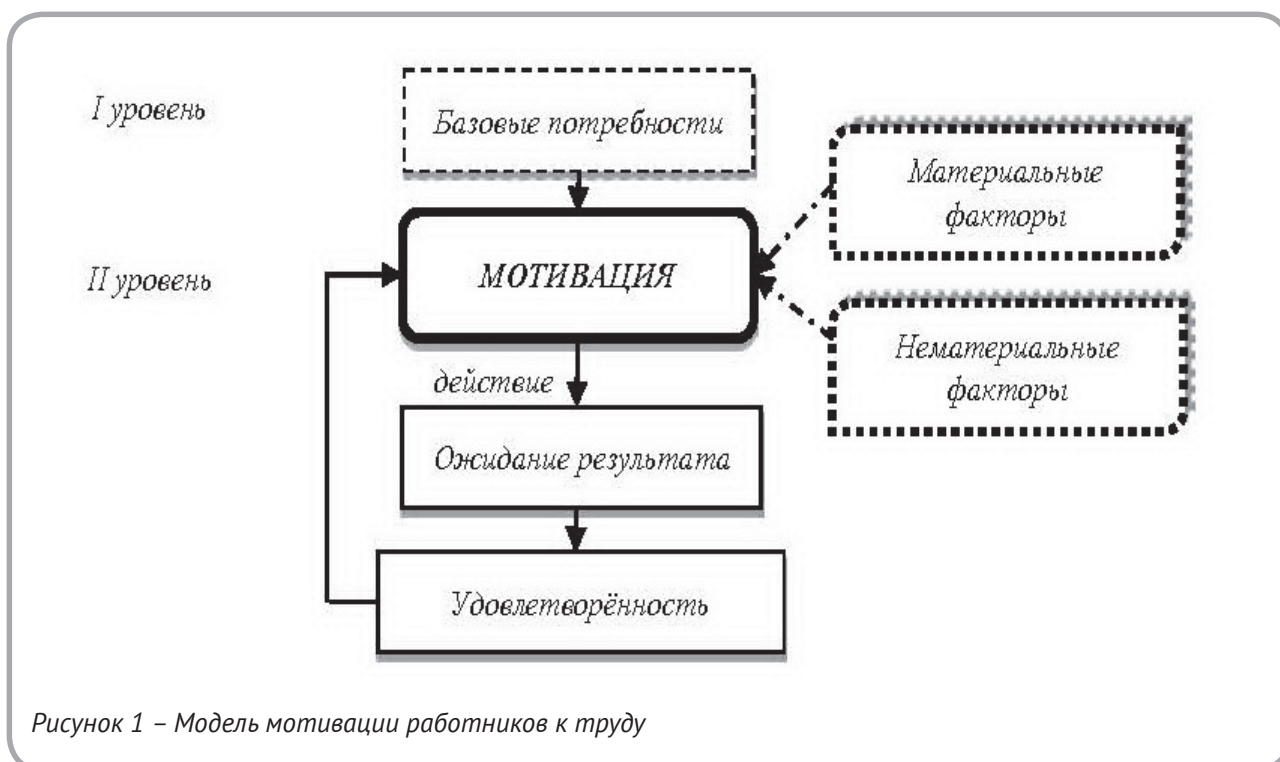 I уровень
Базовые потребности
Материальные
факторы
II уровень
МОТИВАЦИЯ
Нематериальные
факторы
действие
Ожидание результата
Удовлетворённость
Рисунок 1 – Модель мотивации работников к труду